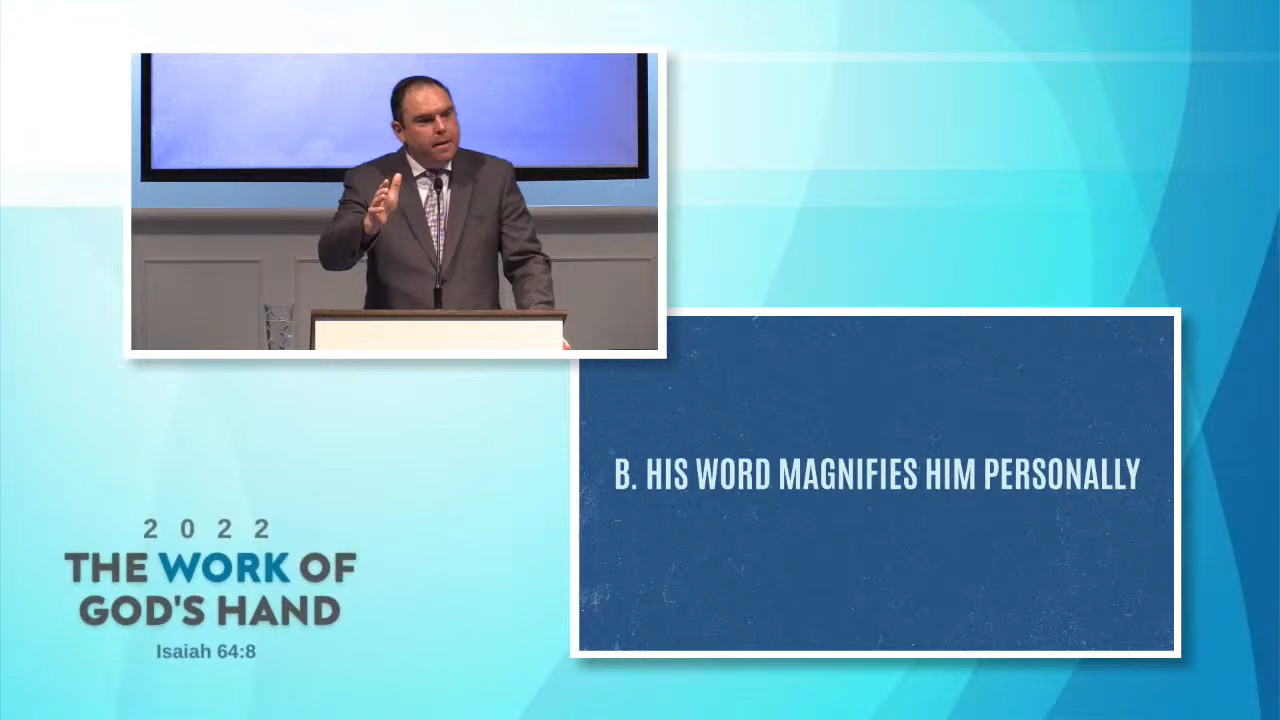 B. HIS WORD MAGNIFIES HIM PERSONALLY
2022
THE WORK OF
GOD'S HAND
Isaiah 64:8